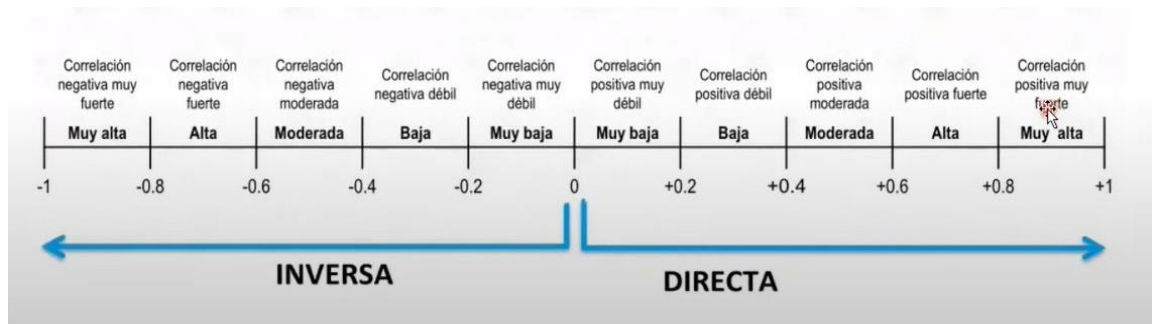 Correlación
negativa muy
fuerte
Correlación
negativa
fuerte
Correlación
negativa
moderada
Correlación
negativa débil
Correlación
negativa muy
débil
Correlación
positiva muy
débil
Correlación
positiva débil
Correlación
positiva
moderada
Correlación
positiva fuerte
Correlación
positiva muy
fuerte
Muy alta Alta Moderada Baja Muy baja Muy baja Baja Moderada Alta Muy alta
-1 -0.8 -0.6 -0.4 -0.2 0 +0.2 +0.4 +0.6 +0.8 +1
INVERSA
DIRECTA